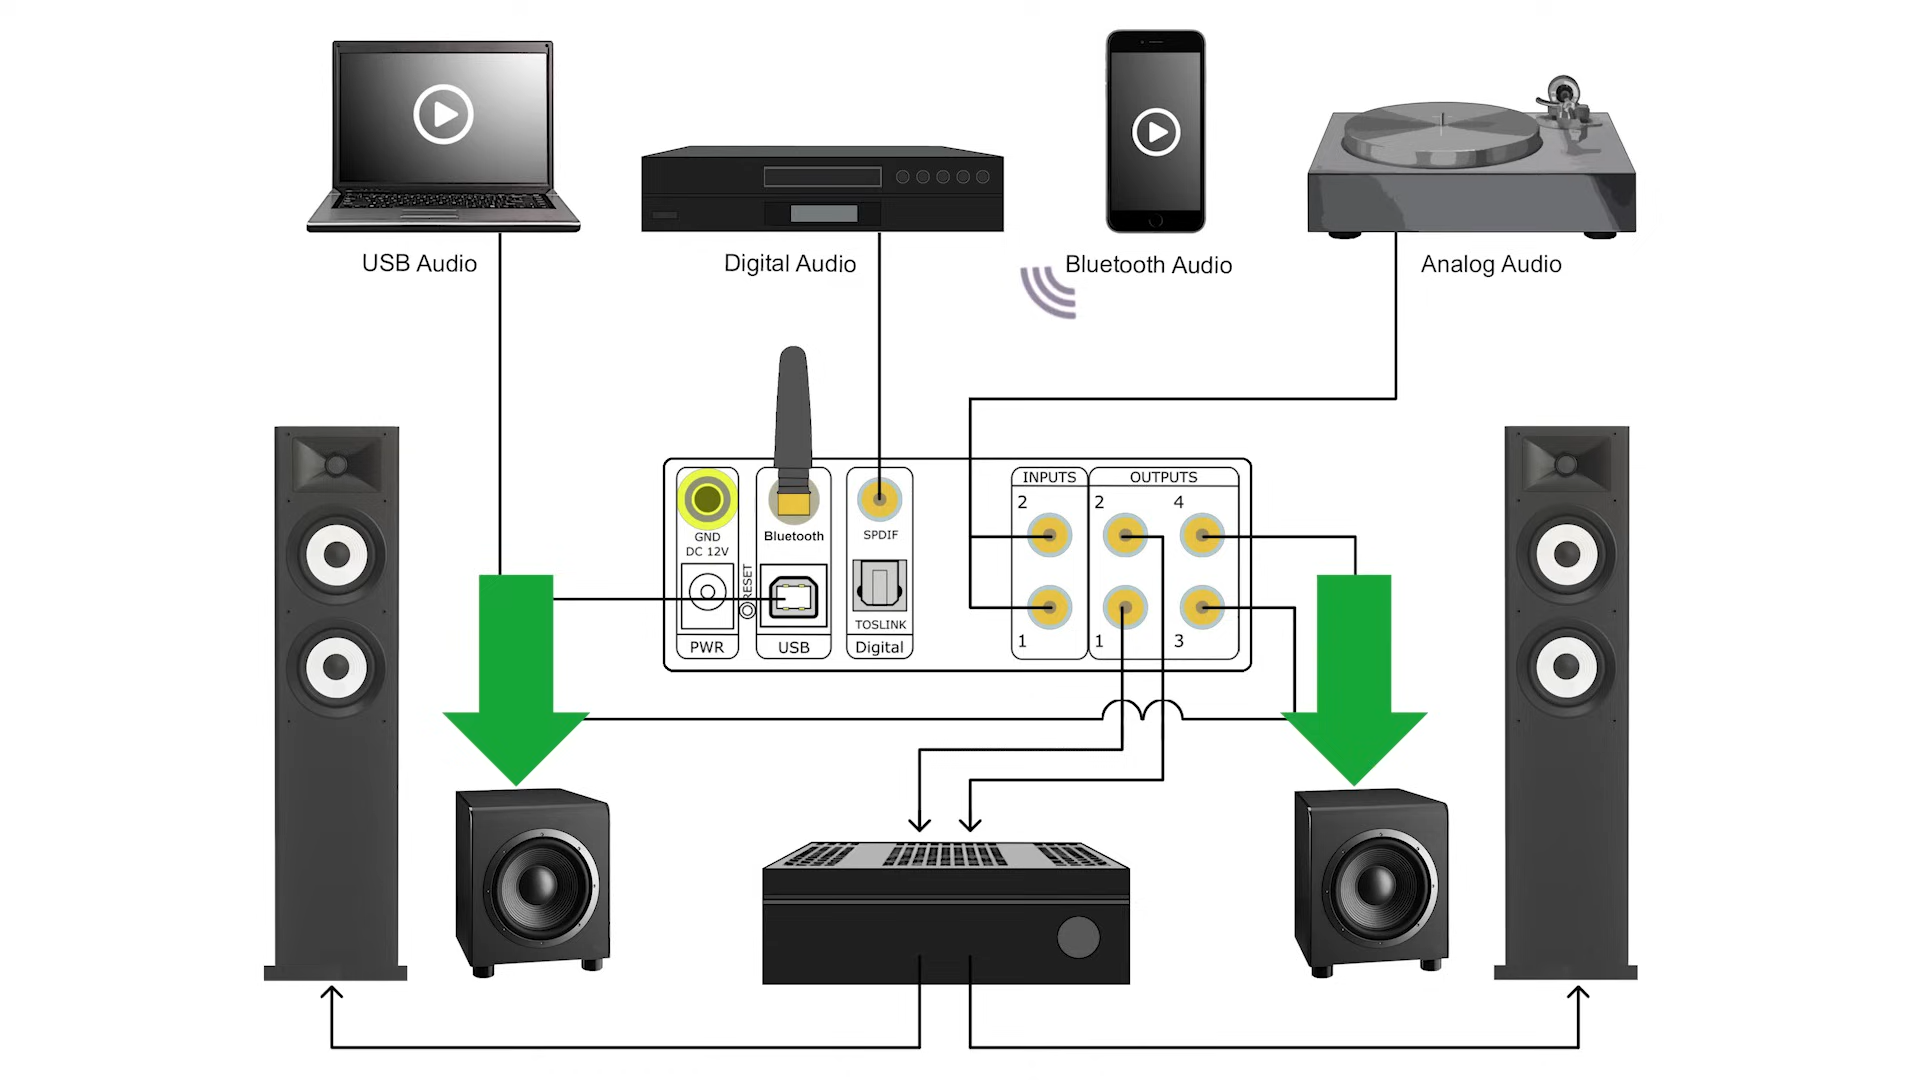 USB Audio
Digital Audio
Bluetooth Audio
Analog Audio
INPUTS
OUTPUTS
2
2
4
GND
DC 12V
Bluetooth
SPDIF
RESET
TOSLINK
1
1
3
PWR
USB
Digital